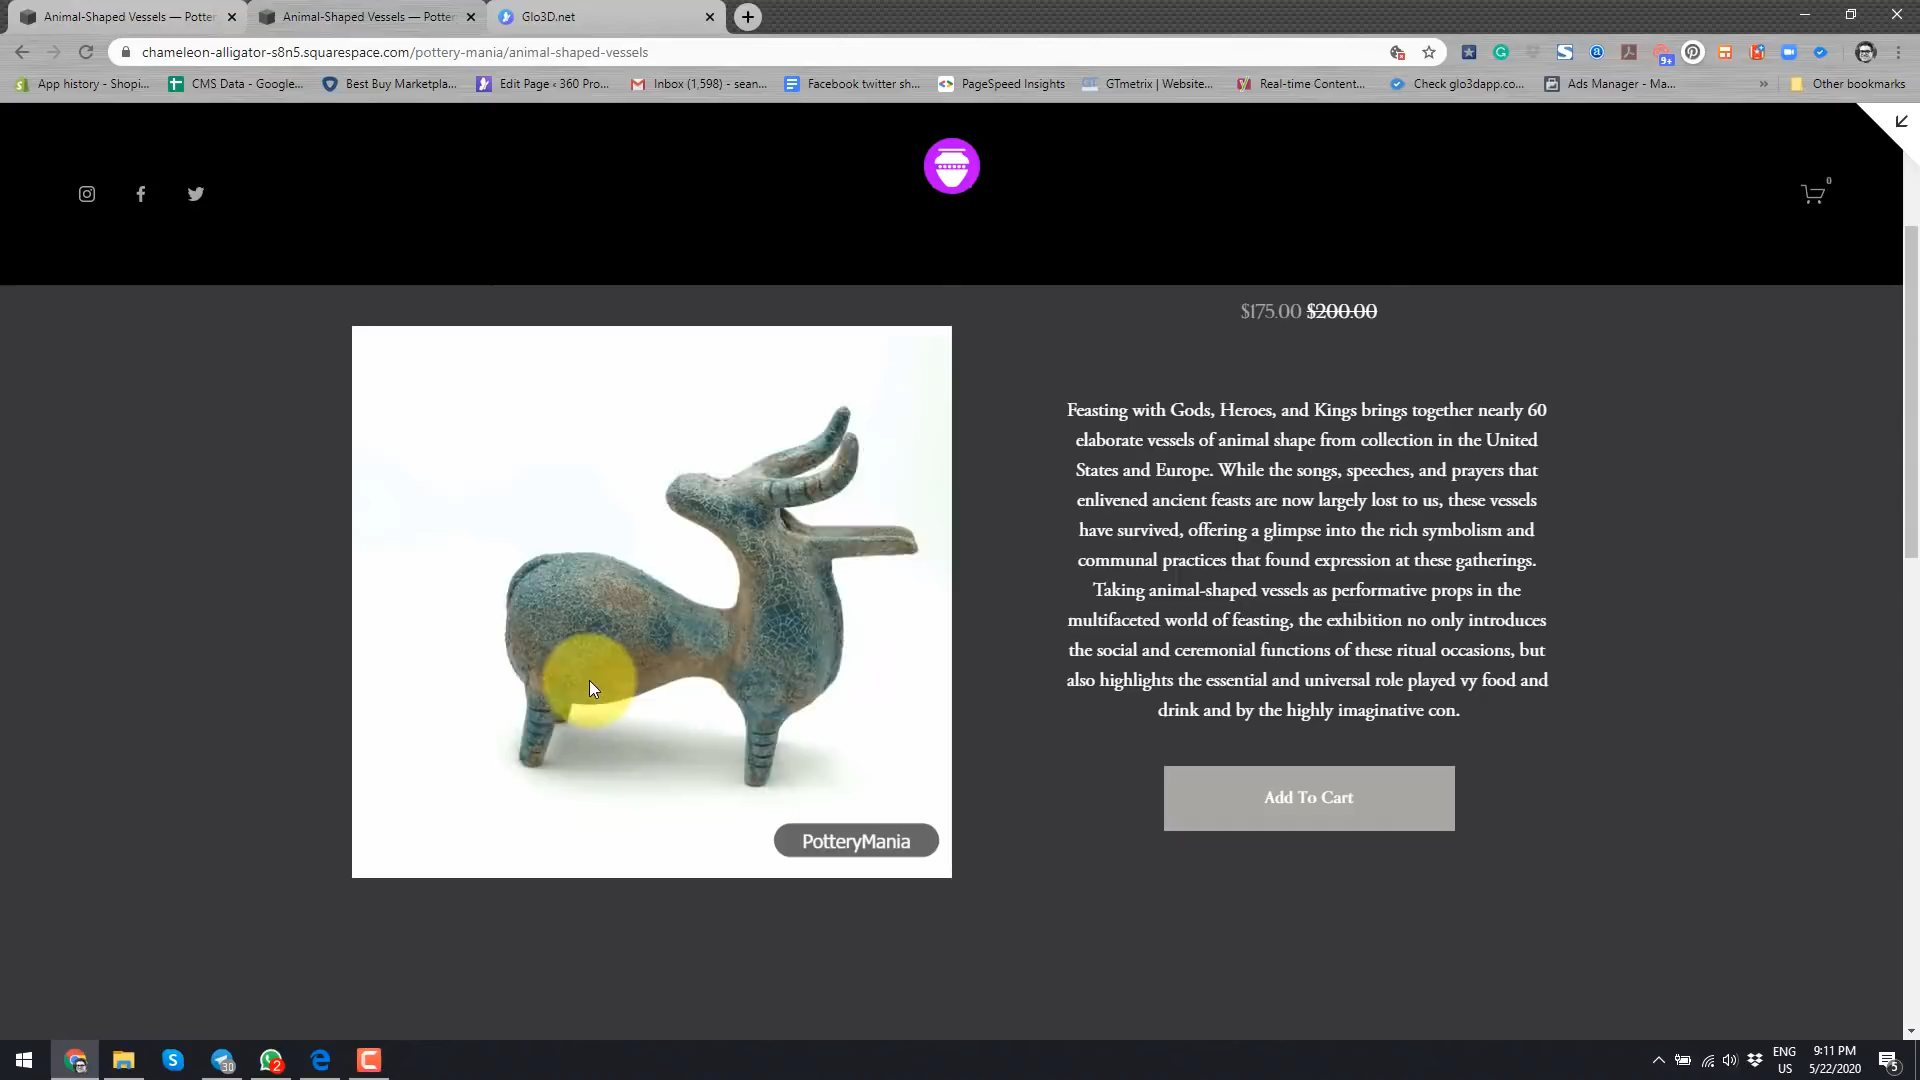 Animal-Shaped Vessels — Potter
Animal-Shaped Vessels — Potter
Glo3D.net
chameleon-alligator-s8n5.squarespace.com/pottery-mania/animal-shaped-vessels
9+
App history - Shopi...
CMS Data - Google...
Best Buy Marketpla...
Edit Page ‹ 360 Pro...
Inbox (1,598) - sean...
Facebook twitter sh...
PageSpeed Insights
GTmetrix | Website...
Real-time Content...
Check glo3dapp.co...
Ads Manager - Ma...
»
Other bookmarks
0
$175.00 $200.00
Feasting with Gods, Heroes, and Kings brings together nearly 60
elaborate vessels of animal shape from collection in the United
States and Europe. While the songs, speeches, and prayers that
enlivened ancient feasts are now largely lost to us, these vessels
have survived, offering a glimpse into the rich symbolism and
communal practices that found expression at these gatherings.
Taking animal-shaped vessels as performative props in the
multifaceted world of feasting, the exhibition no only introduces
the social and ceremonial functions of these ritual occasions, but
also highlights the essential and universal role played vy food and
drink and by the highly imaginative con.
Add To Cart
PotteryMania
30
2
ENG
US
9:11 PM
5/22/2020
5